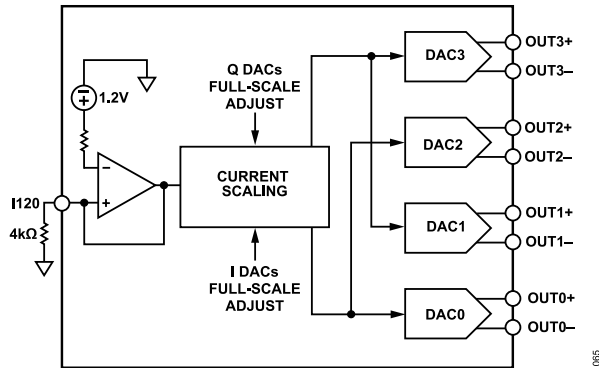 DAC3
OUT3+
OUT3–
Q DACs
FULL-SCALE
ADJUST
–
+
1.2V
DAC2
OUT2+
OUT2–
CURRENT
SCALING
–
+
I120
4kΩ
DAC1
OUT1+
OUT1–
I DACs
FULL-SCALE
ADJUST
DAC0
OUT0+
OUT0–
065